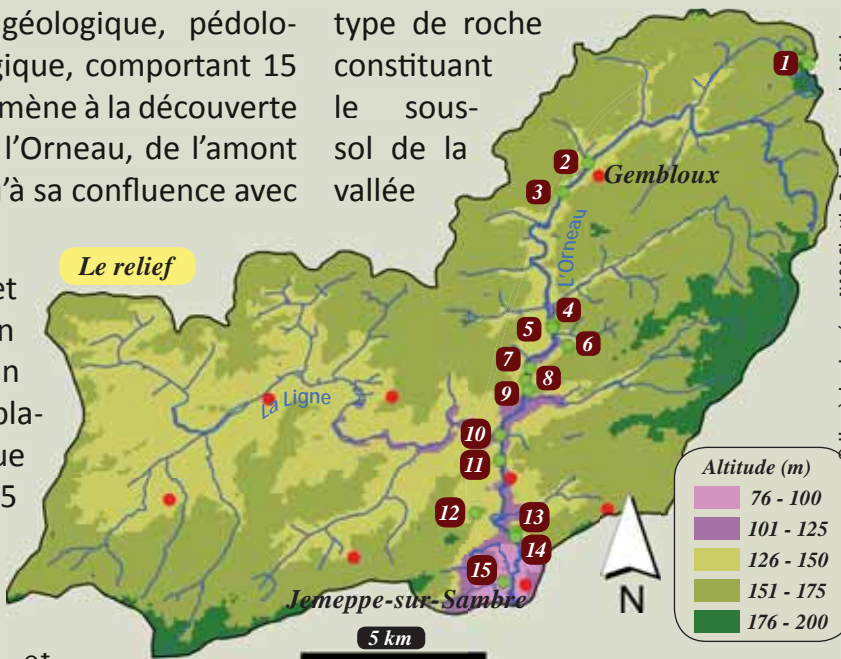 géologique, pédolo-
gique, comportant 15
mène à la découverte
l'Orneau, de l'amont
u'à sa confluence avec
type de roche
constituant
le sous-
sol de la
vallée
Le relief
et
n
n
pla-
ue
5
et
1
2
Gembloux
3
L'Orneau
4
5
6
7
8
9
La Ligne
10
11
12
13
14
15
Jemeppe-sur-Sambre
5 km
N
Altitude (m)
76 - 100
101 - 125
126 - 150
151 - 175
176 - 200